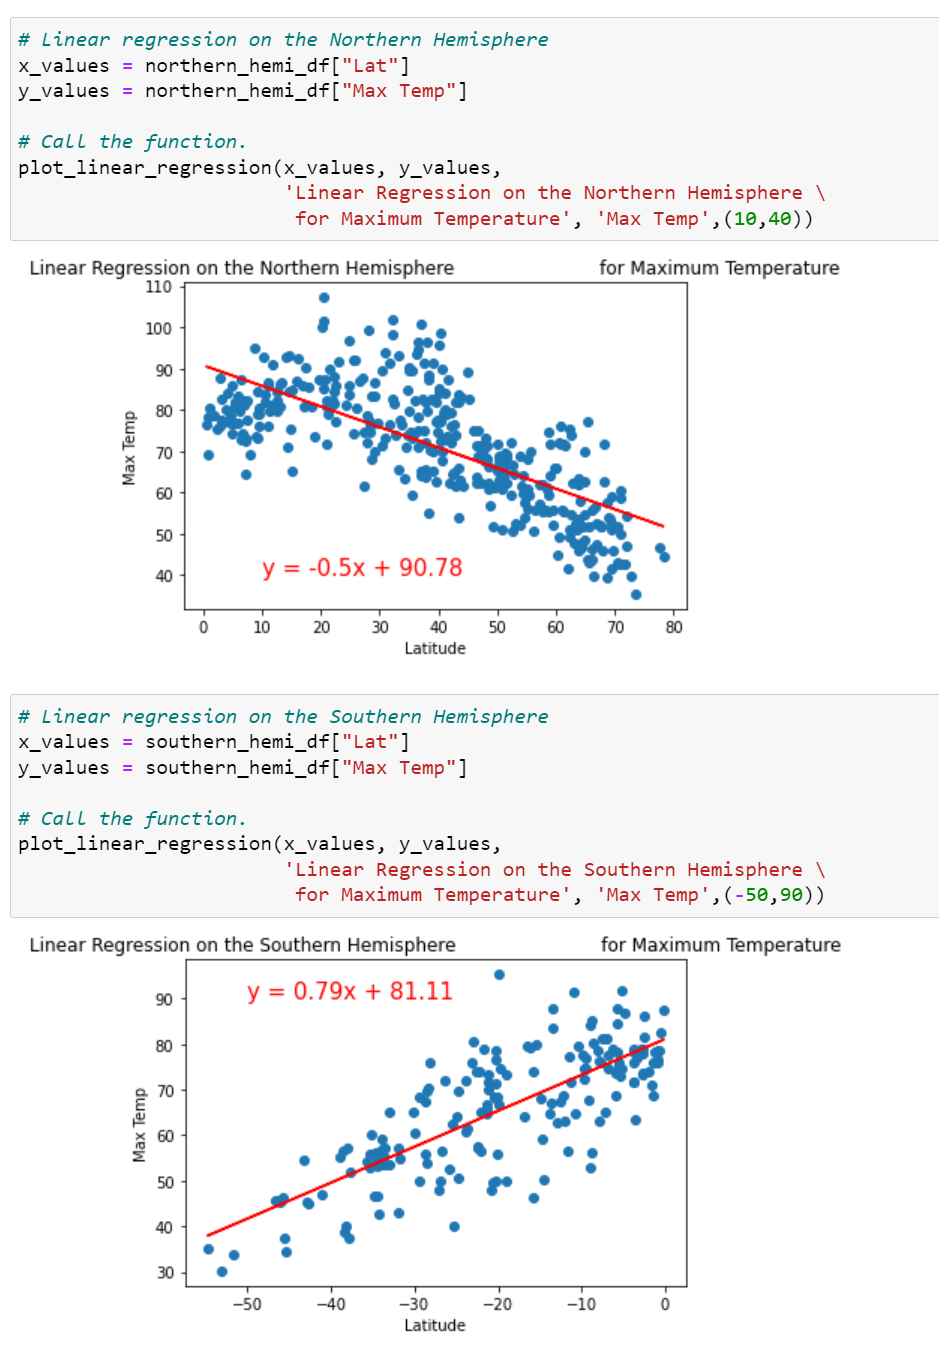 # Linear regression on the Northern Hemisphere
x_values = northern_hemi_df["Lat"]
y_values = northern_hemi_df["Max Temp"]
# Call the function.
plot_linear_regression(x_values, y_values,
'Linear Regression on the Northern Hemisphere \
for Maximum Temperature', 'Max Temp',(10,40))
Linear Regression on the Northern Hemisphere for Maximum Temperature
110
100
90
80
70
60
50
40
Max Temp
y = -0.5x + 90.78
0 10 20 30 40 50 60 70 80
Latitude
# Linear regression on the Southern Hemisphere
x_values = southern_hemi_df["Lat"]
y_values = southern_hemi_df["Max Temp"]
# Call the function.
plot_linear_regression(x_values, y_values,
'Linear Regression on the Southern Hemisphere \
for Maximum Temperature', 'Max Temp',(-50,90))
Linear Regression on the Southern Hemisphere for Maximum Temperature
y = 0.79x + 81.11
90
80
70
60
50
40
30
Max Temp
−50 −40 −30 −20 −10 0
Latitude